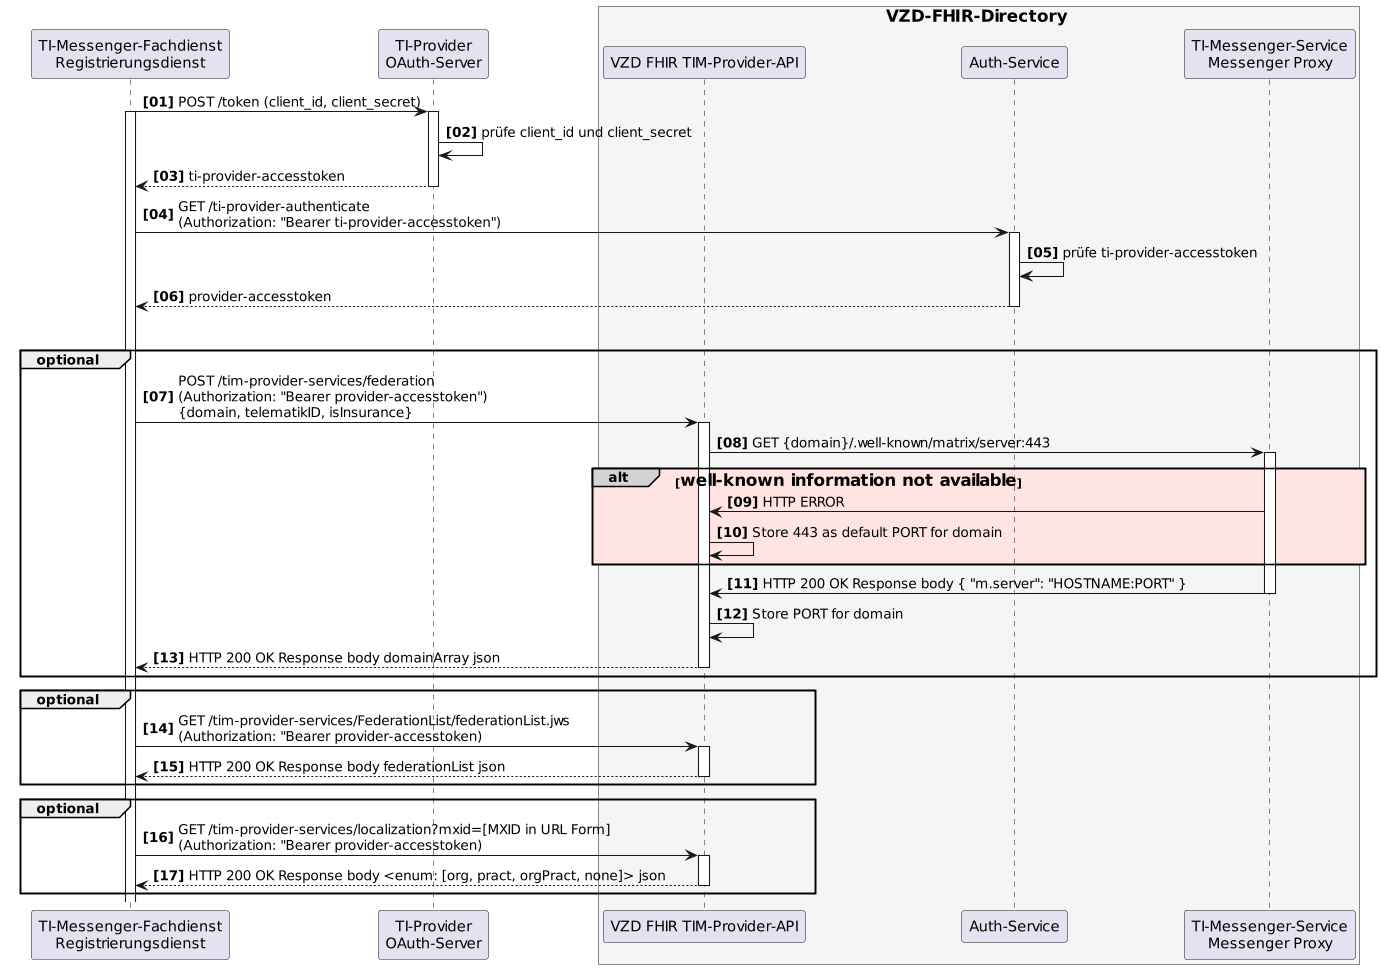 VZD-FHIR-Directory
TI-Messenger-Fachdienst
Registrierungsdienst
TI-Provider
OAuth-Server
VZD FHIR TIM-Provider-API
Auth-Service
TI-Messenger-Service
Messenger Proxy
[01] POST /token (client_id, client_secret)
[02] prüfe client_id und client_secret
[03] ti-provider-accesstoken
[04] GET /ti-provider-authenticate
(Authorization: "Bearer ti-provider-accesstoken")
[05] prüfe ti-provider-accesstoken
[06] provider-accesstoken
optional
[07] POST /tim-provider-services/federation
(Authorization: "Bearer provider-accesstoken")
{domain, telematikID, isInsurance}
[08] GET {domain}/.well-known/matrix/server:443
alt [well-known information not available]
[09] HTTP ERROR
[10] Store 443 as default PORT for domain
[11] HTTP 200 OK Response body { "m.server": "HOSTNAME:PORT" }
[12] Store PORT for domain
[13] HTTP 200 OK Response body domainArray json
optional
[14] GET /tim-provider-services/FederationList/federationList.jws
(Authorization: "Bearer provider-accesstoken)
[15] HTTP 200 OK Response body federationList json
optional
[16] GET /tim-provider-services/localization?mxid=[MXID in URL Form]
(Authorization: "Bearer provider-accesstoken)
[17] HTTP 200 OK Response body <enum: [org, pract, orgPract, none]> json
TI-Messenger-Fachdienst
Registrierungsdienst
TI-Provider
OAuth-Server
VZD FHIR TIM-Provider-API
Auth-Service
TI-Messenger-Service
Messenger Proxy